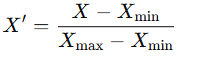 X′ = (X − X_min) / (X_max − X_min)